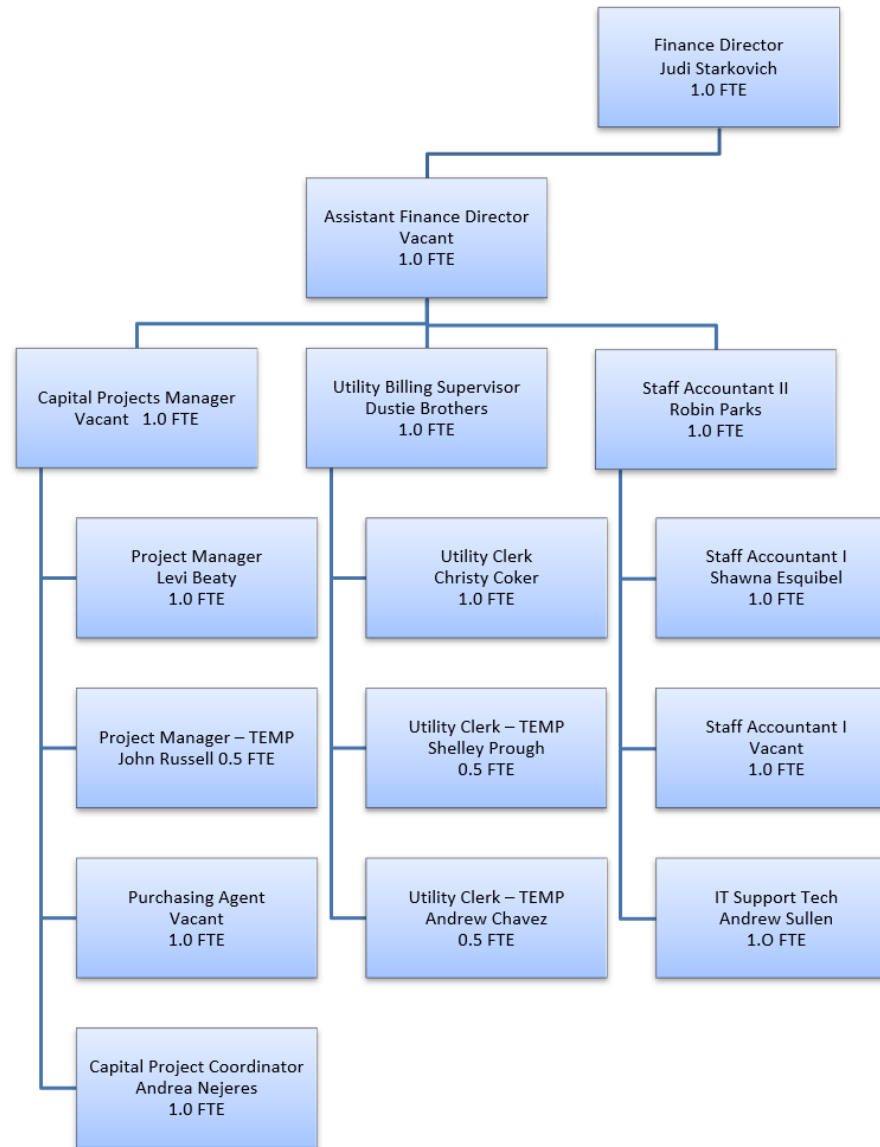 Finance Director
Judi Starkovich
1.0 FTE
Assistant Finance Director
Vacant
1.0 FTE
Capital Projects Manager
Vacant   1.0 FTE
Utility Billing Supervisor
Dustie Brothers
1.0 FTE
Staff Accountant II
Robin Parks
1.0 FTE
Project Manager
Levi Beaty
1.0 FTE
Utility Clerk
Christy Coker
1.0 FTE
Staff Accountant I
Shawna Esquibel
1.0 FTE
Project Manager – TEMP
John Russell 0.5 FTE
Utility Clerk – TEMP
Shelley Prough
0.5 FTE
Staff Accountant I
Vacant
1.0 FTE
Purchasing Agent
Vacant
1.0 FTE
Utility Clerk – TEMP
Andrew Chavez
0.5 FTE
IT Support Tech
Andrew Sullen
1.O FTE
Capital Project Coordinator
Andrea Nejeres
1.0 FTE